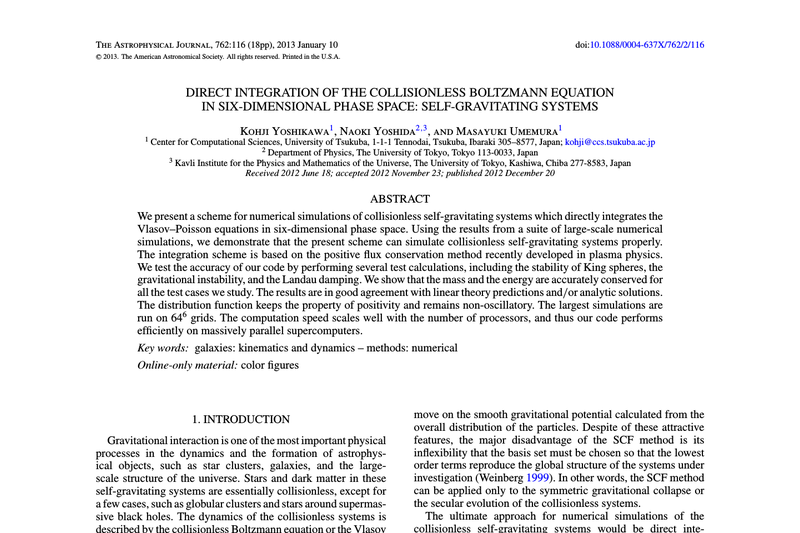 THE ASTROPHYSICAL JOURNAL, 762:116 (18pp), 2013 January 10
doi:10.1088/0004-637X/762/2/116
© 2013. The American Astronomical Society. All rights reserved. Printed in the U.S.A.
DIRECT INTEGRATION OF THE COLLISIONLESS BOLTZMANN EQUATION
IN SIX-DIMENSIONAL PHASE SPACE: SELF-GRAVITATING SYSTEMS
KOHJI YOSHIKAWA¹, NAOKI YOSHIDA²,³, AND MASAYUKI UMEMURA¹
¹ Center for Computational Sciences, University of Tsukuba, 1-1-1 Tennodai, Tsukuba, Ibaraki 305–8577, Japan; kohji@ccs.tsukuba.ac.jp
² Department of Physics, The University of Tokyo, Tokyo 113-0033, Japan
³ Kavli Institute for the Physics and Mathematics of the Universe, The University of Tokyo, Kashiwa, Chiba 277-8583, Japan
Received 2012 June 18; accepted 2012 November 23; published 2012 December 20
ABSTRACT
We present a scheme for numerical simulations of collisionless self-gravitating systems which directly integrates the
Vlasov–Poisson equations in six-dimensional phase space. Using the results from a suite of large-scale numerical
simulations, we demonstrate that the present scheme can simulate collisionless self-gravitating systems properly.
The integration scheme is based on the positive flux conservation method recently developed in plasma physics.
We test the accuracy of our code by performing several test calculations, including the stability of King spheres, the
gravitational instability, and the Landau damping. We show that the mass and the energy are accurately conserved for
all the test cases we study. The results are in good agreement with linear theory predictions and/or analytic solutions.
The distribution function keeps the property of positivity and remains non-oscillatory. The largest simulations are
run on 64⁶ grids. The computation speed scales well with the number of processors, and thus our code performs
efficiently on massively parallel supercomputers.
Key words: galaxies: kinematics and dynamics – methods: numerical
Online-only material: color figures
1. INTRODUCTION
Gravitational interaction is one of the most important physical
processes in the dynamics and the formation of astrophys-
ical objects, such as star clusters, galaxies, and the large-
scale structure of the universe. Stars and dark matter in these
self-gravitating systems are essentially collisionless, except for
a few cases, such as globular clusters and stars around supermas-
sive black holes. The dynamics of the collisionless systems is
described by the collisionless Boltzmann equation or the Vlasov
move on the smooth gravitational potential calculated from the
overall distribution of the particles. Despite of these attractive
features, the major disadvantage of the SCF method is its
inflexibility that the basis set must be chosen so that the lowest
order terms reproduce the global structure of the systems under
investigation (Weinberg 1999). In other words, the SCF method
can be applied only to the symmetric gravitational collapse or
the secular evolution of the collisionless systems.
The ultimate approach for numerical simulations of the
collisionless self-gravitating systems would be direct inte-